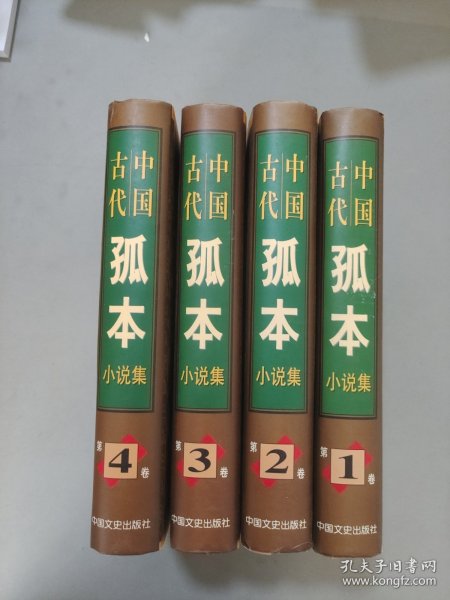 中国
古代
孤本
小说集
第4卷
中国文史出版社
中国
古代
孤本
小说集
第3卷
中国文史出版社
中国
古代
孤本
小说集
第2卷
中国文史出版社
中国
古代
孤本
小说集
第1卷
中国文史出版社
孔夫子旧书网
www.kongfz.com